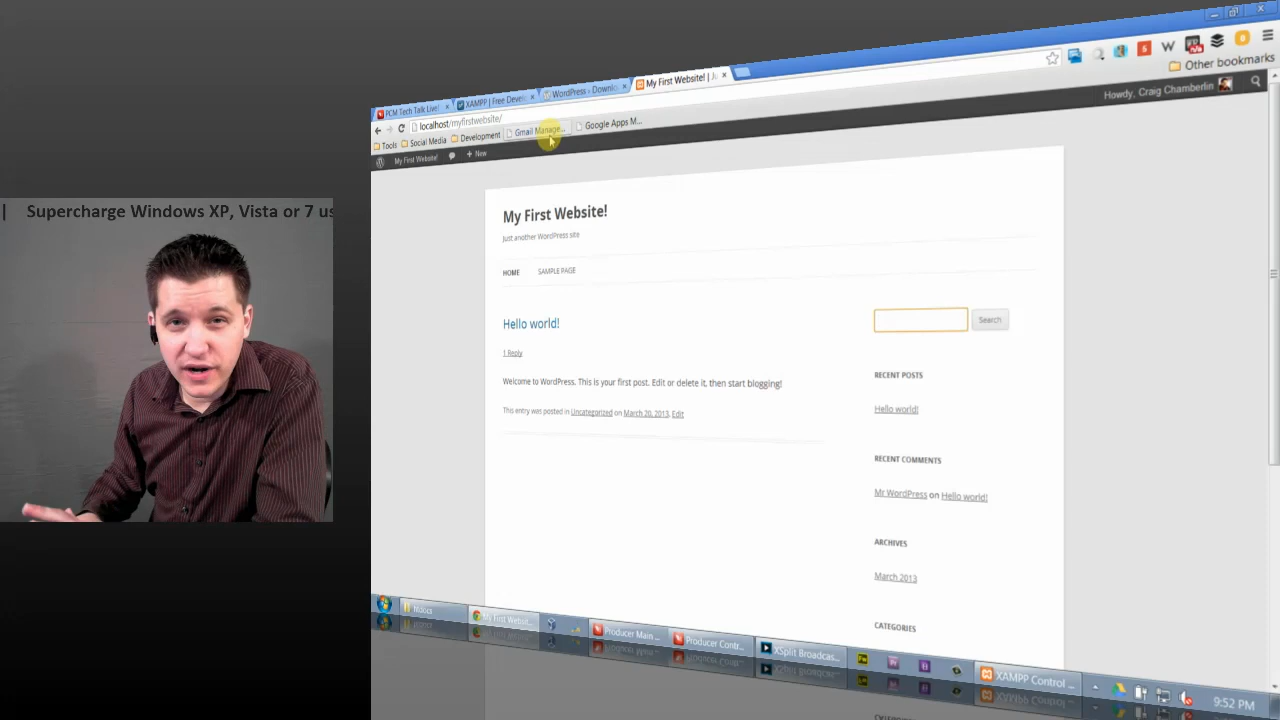 | Supercharge Windows XP, Vista or 7 us
PCM Tech Talk Live!
XAMPP | Free Develo
WordPress › Downlo
My First Website! | Ju
localhost/myfirstwebsite/
Other bookmarks
Tools
Social Media
Development
Gmail Manage...
Google Apps M...
My First Website!
+ New
Howdy, Craig Chamberlin
My First Website!
Just another WordPress site
HOME
SAMPLE PAGE
Search
Hello world!
1 Reply
Welcome to WordPress. This is your first post. Edit or delete it, then start blogging!
This entry was posted in Uncategorized on March 20, 2013. Edit
RECENT POSTS
Hello world!
RECENT COMMENTS
Mr WordPress on Hello world!
ARCHIVES
March 2013
CATEGORIES
htdocs
My First Websit...
Producer Main ...
Producer Contr...
XSplit Broadcas...
XAMPP Control ...
9:52 PM